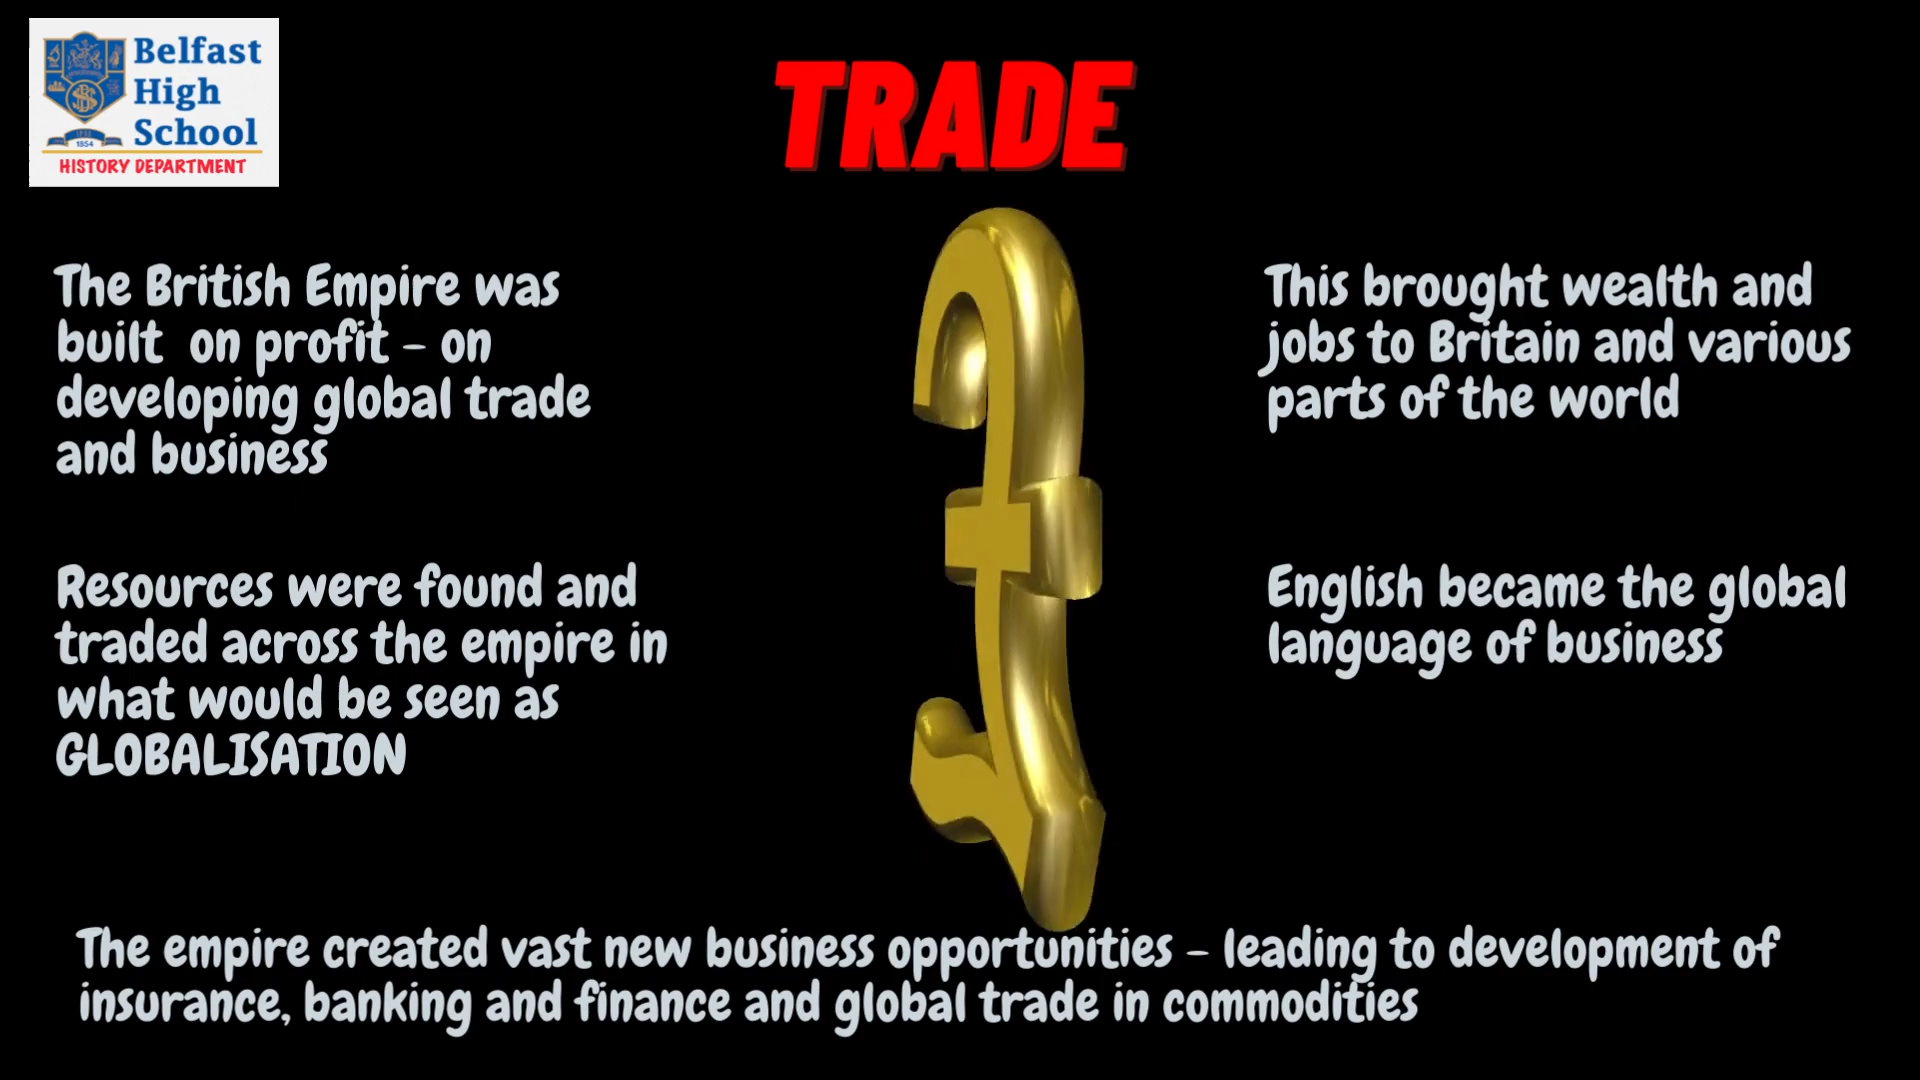 Belfast
High
School
1854
HISTORY DEPARTMENT
TRADE
The British Empire was
built on profit – on
developing global trade
and business
Resources were found and
traded across the empire in
what would be seen as
GLOBALISATION
This brought wealth and
jobs to Britain and various
parts of the world
English became the global
language of business
The empire created vast new business opportunities – leading to development of
insurance, banking and finance and global trade in commodities